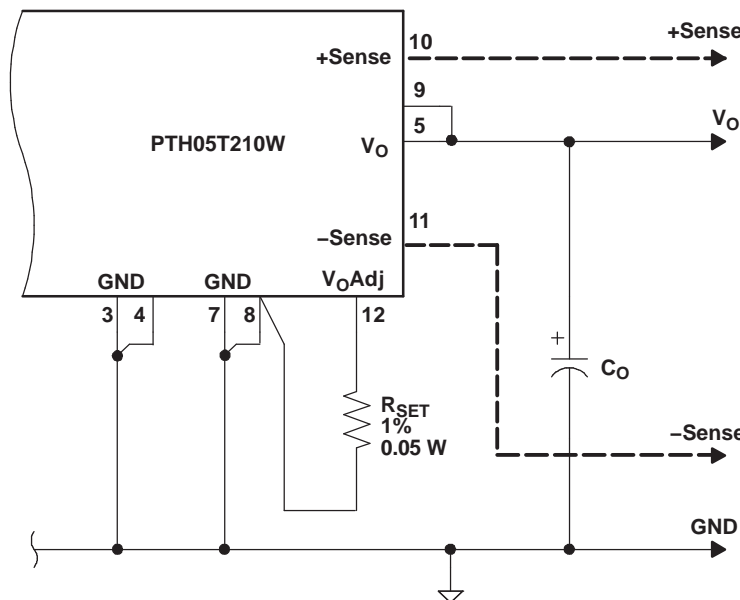 +Sense
10
+Sense
9
PTH05T210W
5
VO
VO
11
−Sense
GND
GND
VOAdj
3
4
7
8
12
+
CO
RSET
1%
0.05 W
−Sense
GND